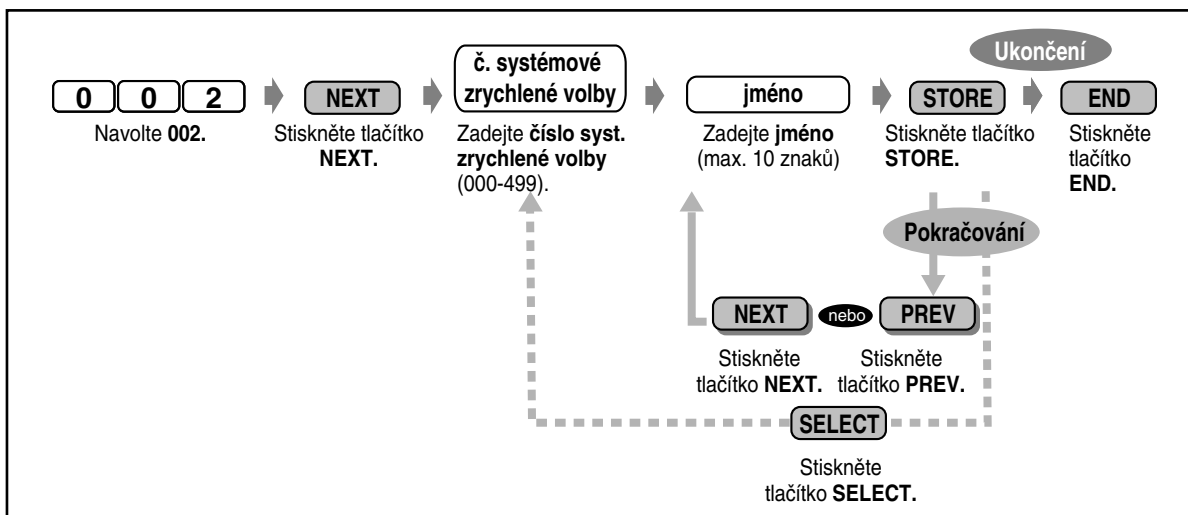 Ukončení
0 0 2
NEXT
č. systémové
zrychlené volby
jméno
STORE
END
Navolte 002.
Stiskněte tlačítko
NEXT.
Zadejte číslo syst.
zrychlené volby
(000-499).
Zadejte jméno
(max. 10 znaků)
Stiskněte tlačítko
STORE.
Stiskněte
tlačítko
END.
Pokračování
NEXT nebo PREV
Stiskněte
tlačítko NEXT.
Stiskněte
tlačítko PREV.
SELECT
Stiskněte
tlačítko SELECT.